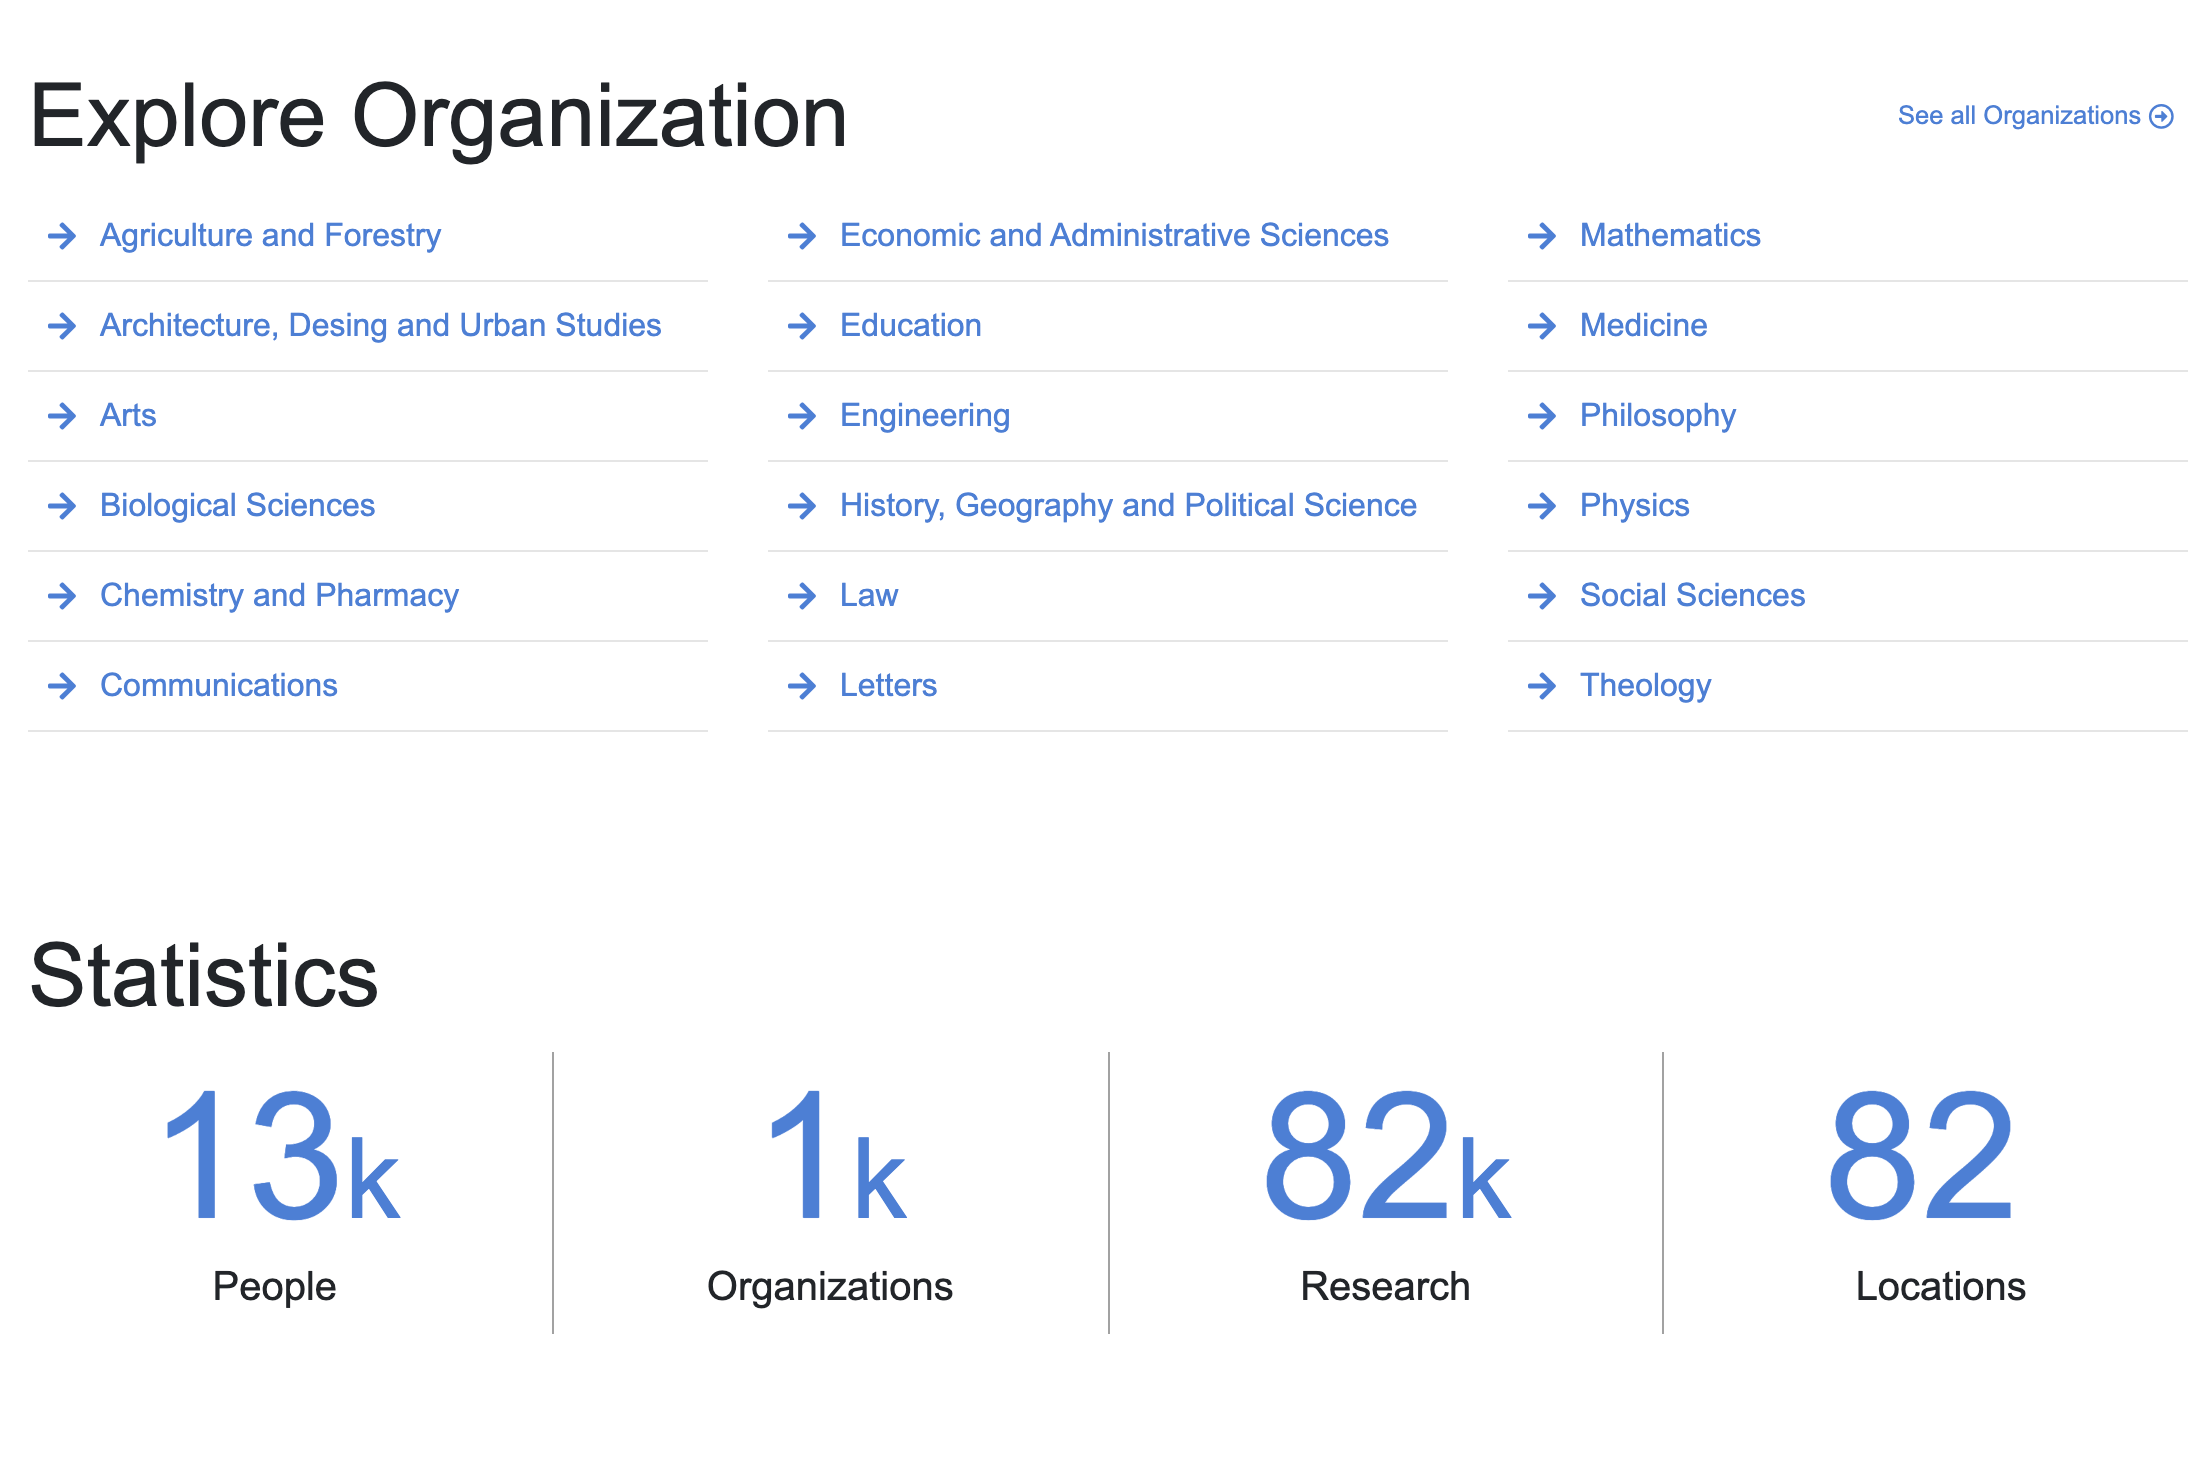 Explore Organization
See all Organizations
Agriculture and Forestry
Architecture, Desing and Urban Studies
Arts
Biological Sciences
Chemistry and Pharmacy
Communications
Economic and Administrative Sciences
Education
Engineering
History, Geography and Political Science
Law
Letters
Mathematics
Medicine
Philosophy
Physics
Social Sciences
Theology
Statistics
13k
People
1k
Organizations
82k
Research
82
Locations